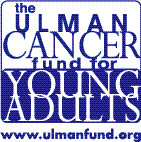 the ULMAN
CANCER
fund for
YOUNG
ADULTS
www.ulmanfund.org